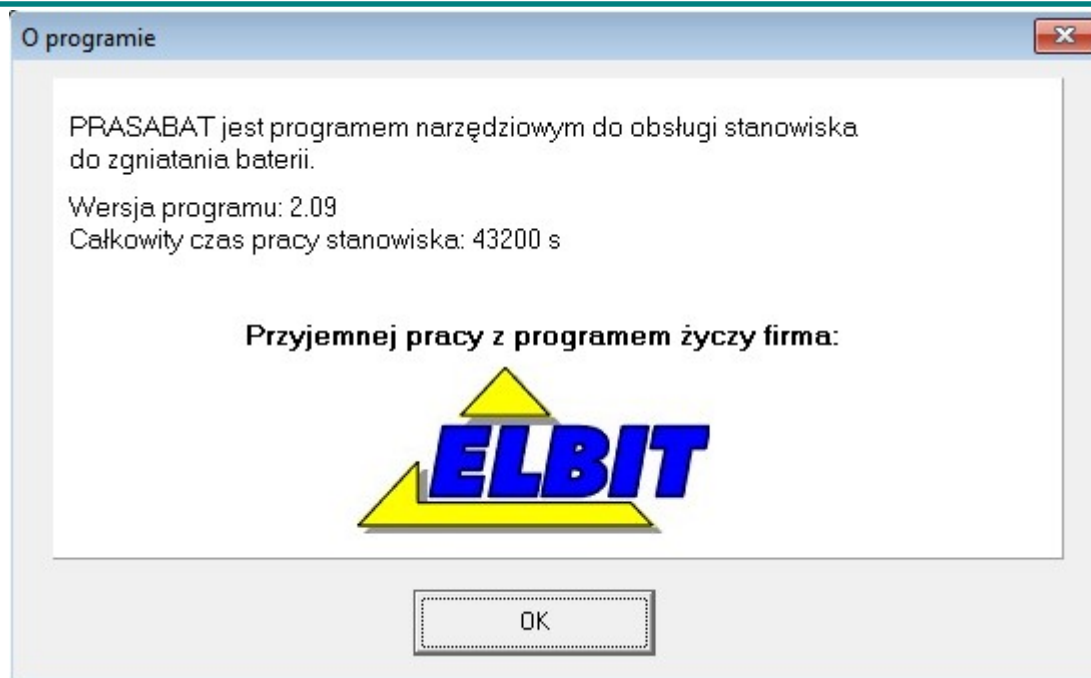 O programie
PRASABAT jest programem narzędziowym do obsługi stanowiska
do zgniatania baterii.
Wersja programu: 2.09
Całkowity czas pracy stanowiska: 43200 s
Przyjemnej pracy z programem życzy firma:
ELBIT
OK